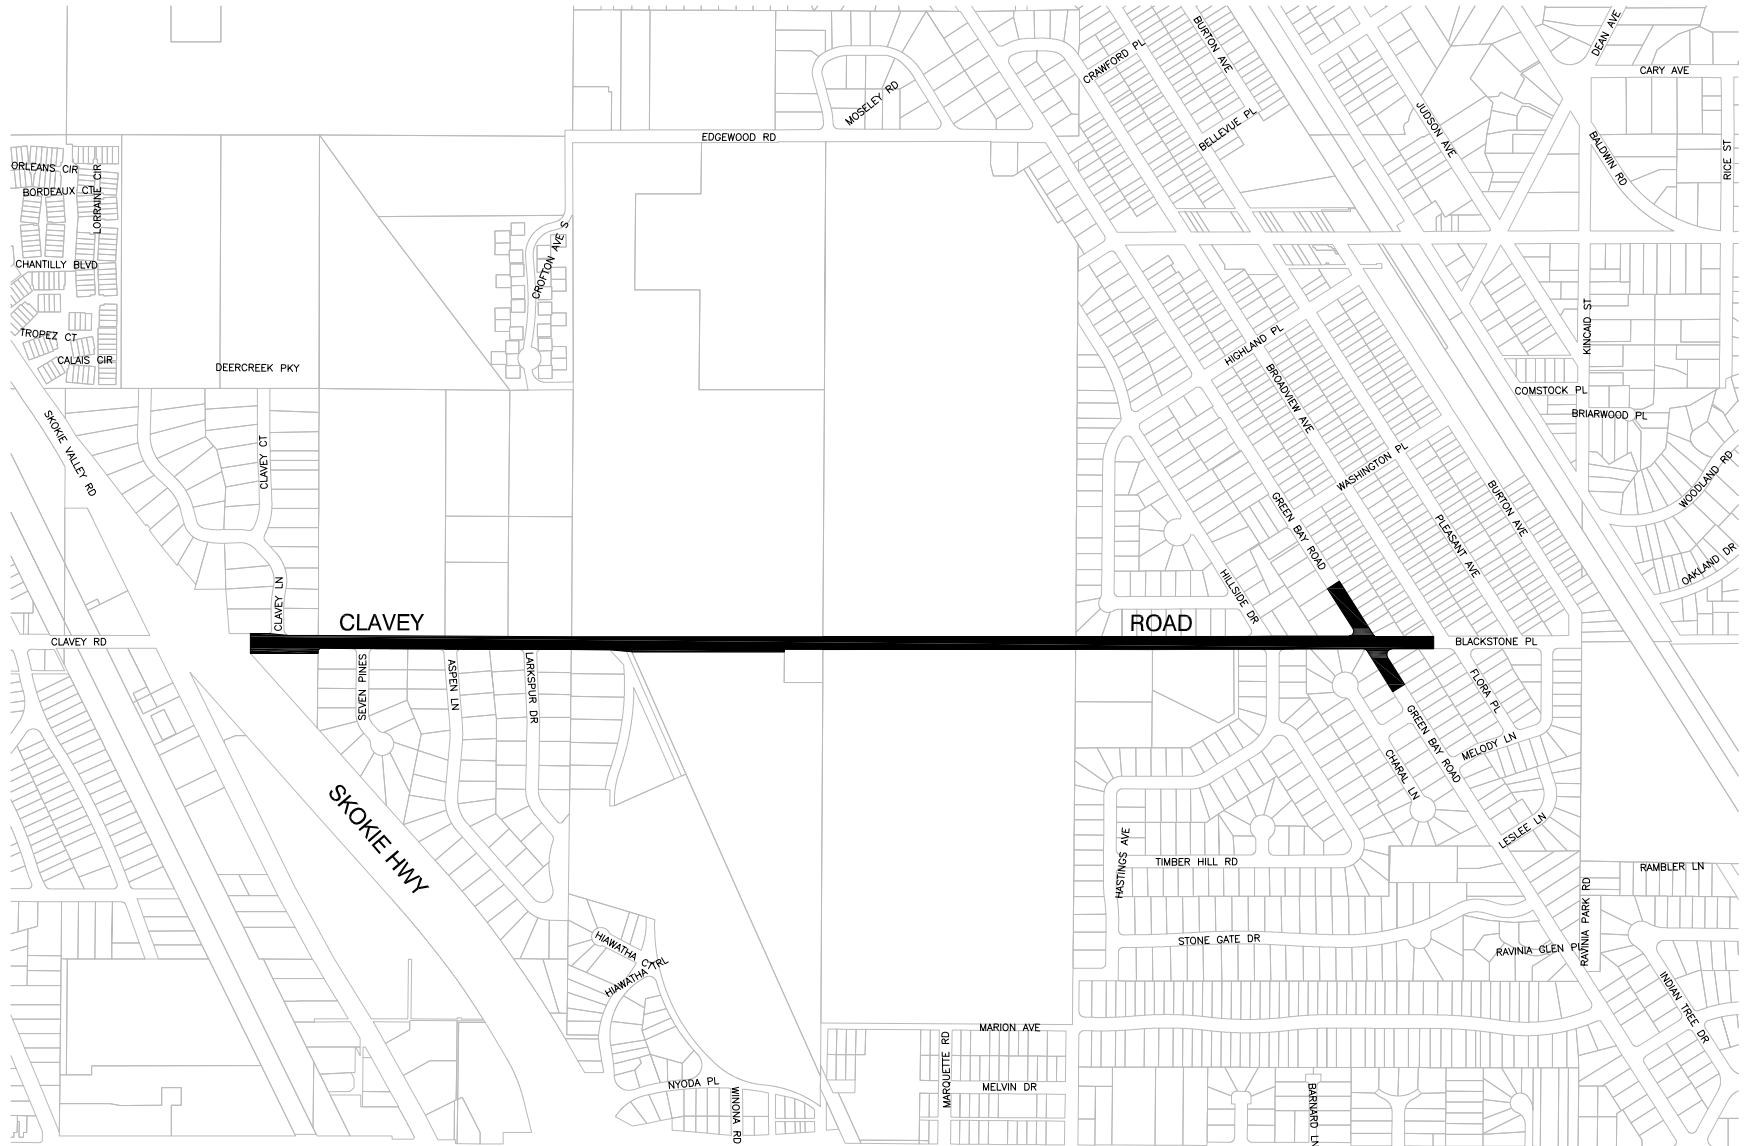 DEAN AVE
BURTON AVE
CRAWFORD PL
CARY AVE
MOSELEY RD
JUDSON AVE
BELLEVUE PL
EDGEWOOD RD
BALDWIN RD
RICE ST
ORLEANS CIR
BORDEAUX CT
LORRAINE CIR
CROFTON AVE S
CHANTILLY BLVD
TROPEZ CT
CALAIS CIR
DEERCREEK PKY
HIGHLAND PL
KINCAID ST
BROADVIEW AVE
COMSTOCK PL
BRIARWOOD PL
SKOKIE VALLEY RD
CLAVEY CT
WASHINGTON PL
WOODLAND RD
GREEN BAY ROAD
PLEASANT AVE
BURTON AVE
OAKLAND DR
CLAVEY LN
HILLSIDE DR
CLAVEY ROAD
CLAVEY RD
BLACKSTONE PL
SEVEN PINES
ASPEN LN
LARKSPUR DR
FLORA PL
GREEN BAY ROAD
MELODY LN
CHARAL LN
SKOKIE HWY
LESLEE LN
HASTINGS AVE
TIMBER HILL RD
RAMBLER LN
RAVINIA PARK RD
HIAWATHA CT
STONE GATE DR
RAVINIA GLEN PL
HIAWATHA TRL
INDIAN TREE DR
MARION AVE
MARQUETTE RD
NYODA PL
WINONA RD
MELVIN DR
BARNARD LN